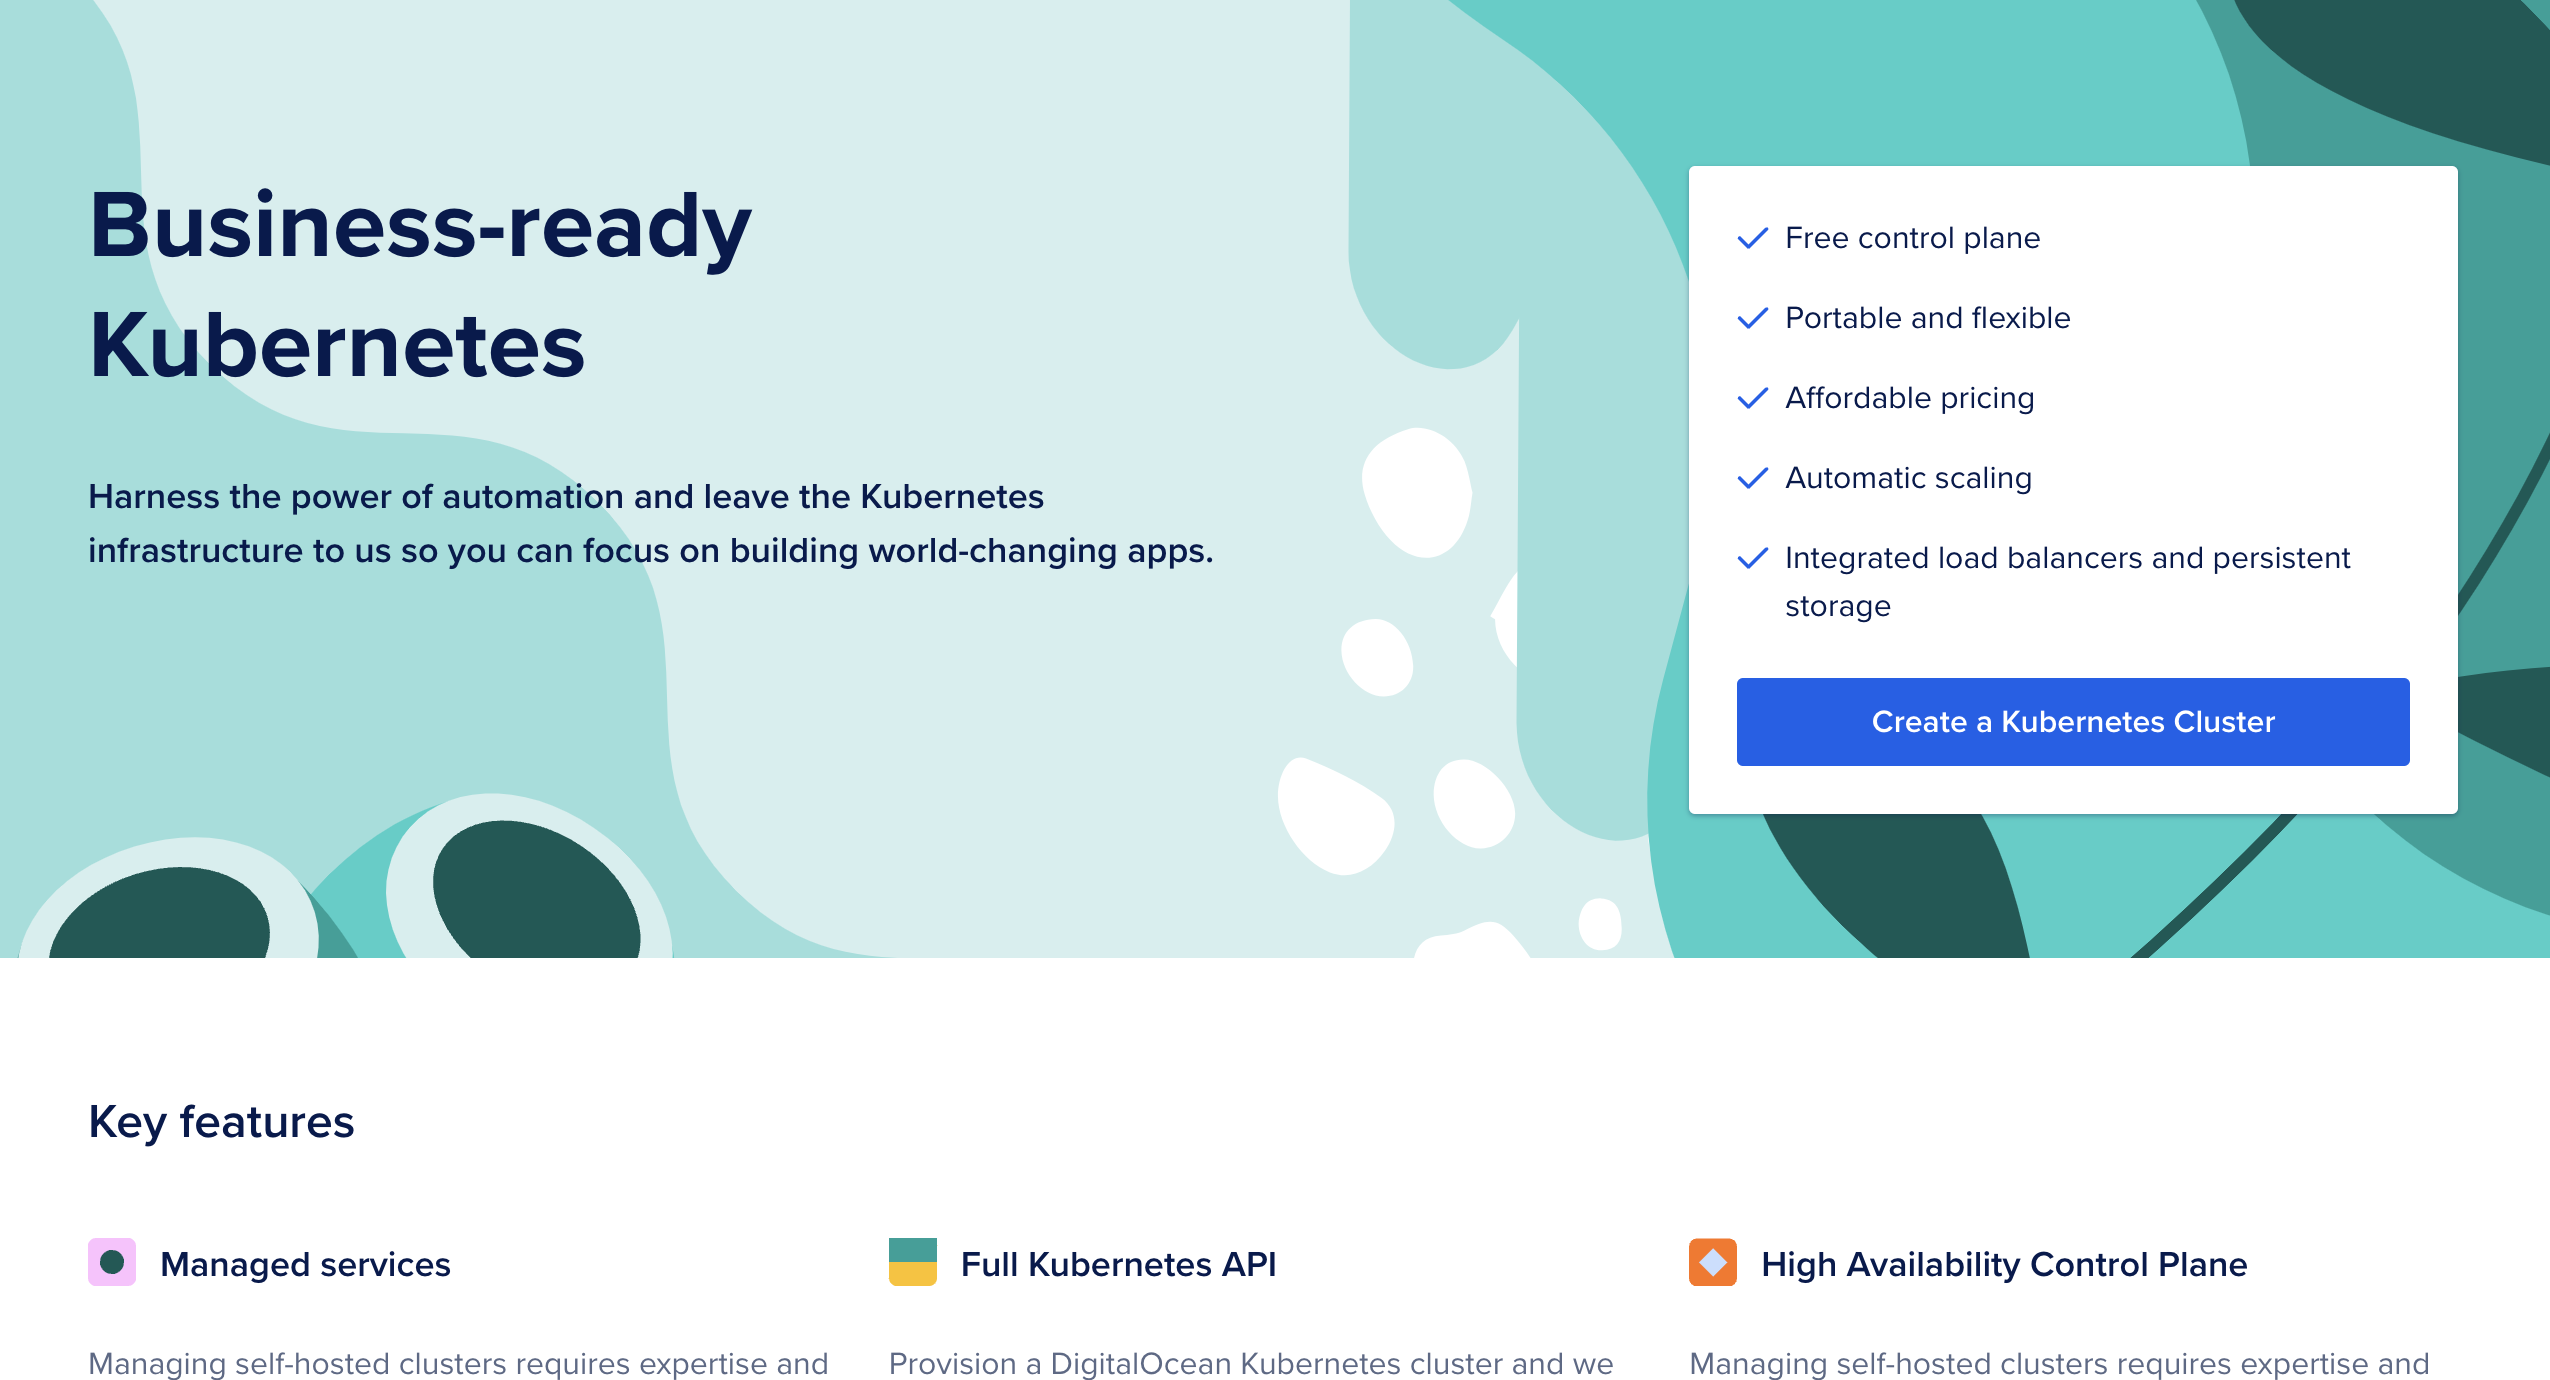 Business-ready
Kubernetes
Harness the power of automation and leave the Kubernetes
infrastructure to us so you can focus on building world-changing apps.
Free control plane
Portable and flexible
Affordable pricing
Automatic scaling
Integrated load balancers and persistent
storage
Create a Kubernetes Cluster
Key features
Managed services
Managing self-hosted clusters requires expertise and
Full Kubernetes API
Provision a DigitalOcean Kubernetes cluster and we
High Availability Control Plane
Managing self-hosted clusters requires expertise and